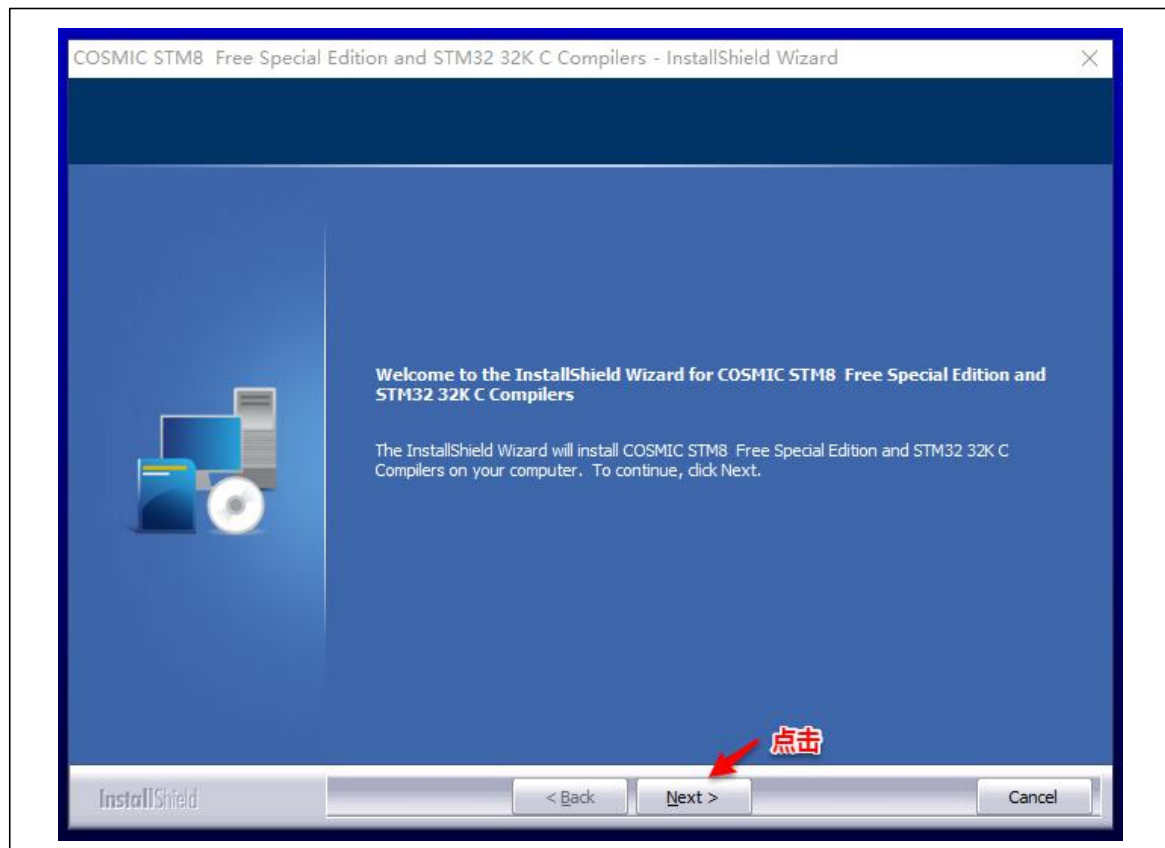 COSMIC STM8  Free Special Edition and STM32 32K C Compilers - InstallShield Wizard
Welcome to the InstallShield Wizard for COSMIC STM8  Free Special Edition and
STM32 32K C Compilers
The InstallShield Wizard will install COSMIC STM8  Free Special Edition and STM32 32K C
Compilers on your computer.  To continue, click Next.
点击
InstallShield
< Back
Next >
Cancel